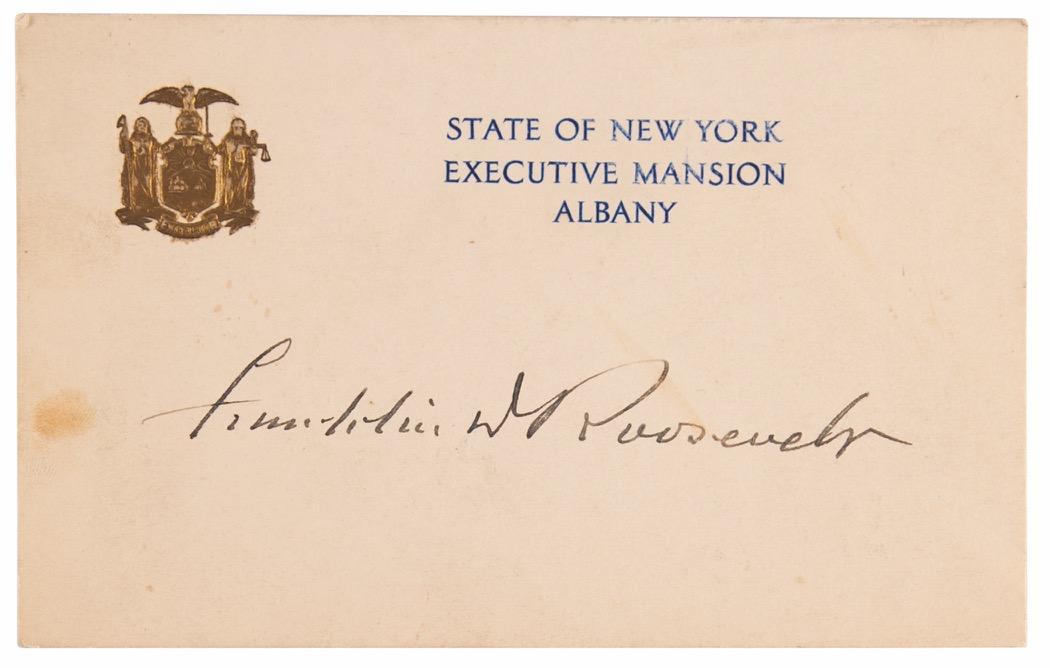 STATE OF NEW YORK
EXECUTIVE MANSION
ALBANY
Franklin D Roosevelt